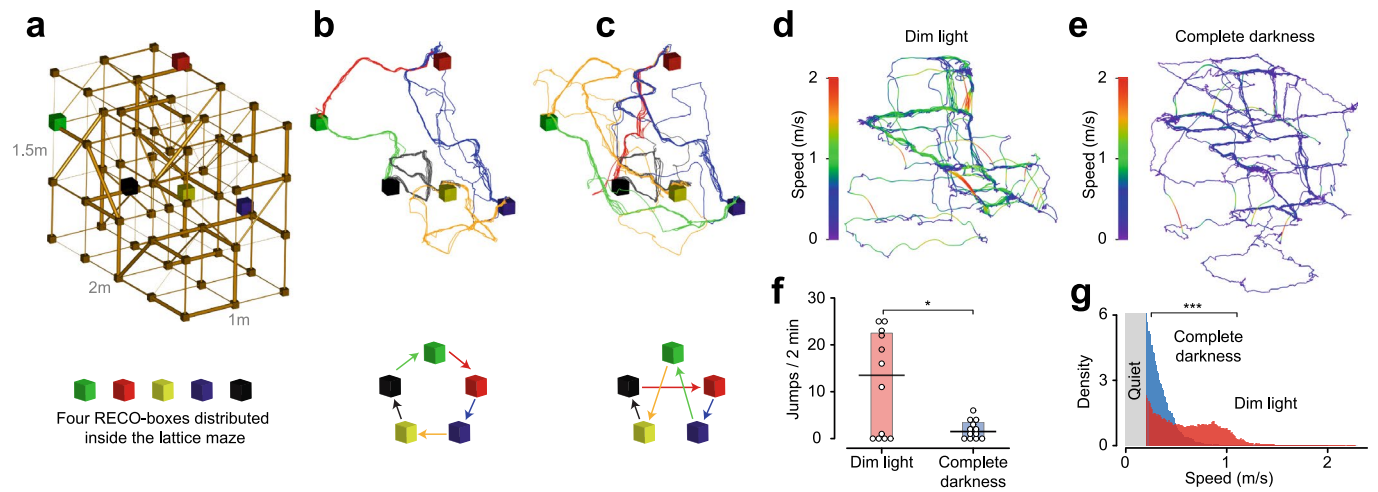 a
1.5m
2m
1m
Four RECO-boxes distributed
inside the lattice maze
b
c
d
Dim light
2
1
0
Speed (m/s)
e
Complete darkness
2
1
0
Speed (m/s)
f
30
20
10
0
Jumps / 2 min
*
Dim light
Complete
darkness
g
6
3
0
Density
Quiet
***
Complete
darkness
Dim light
0
1
2
Speed (m/s)